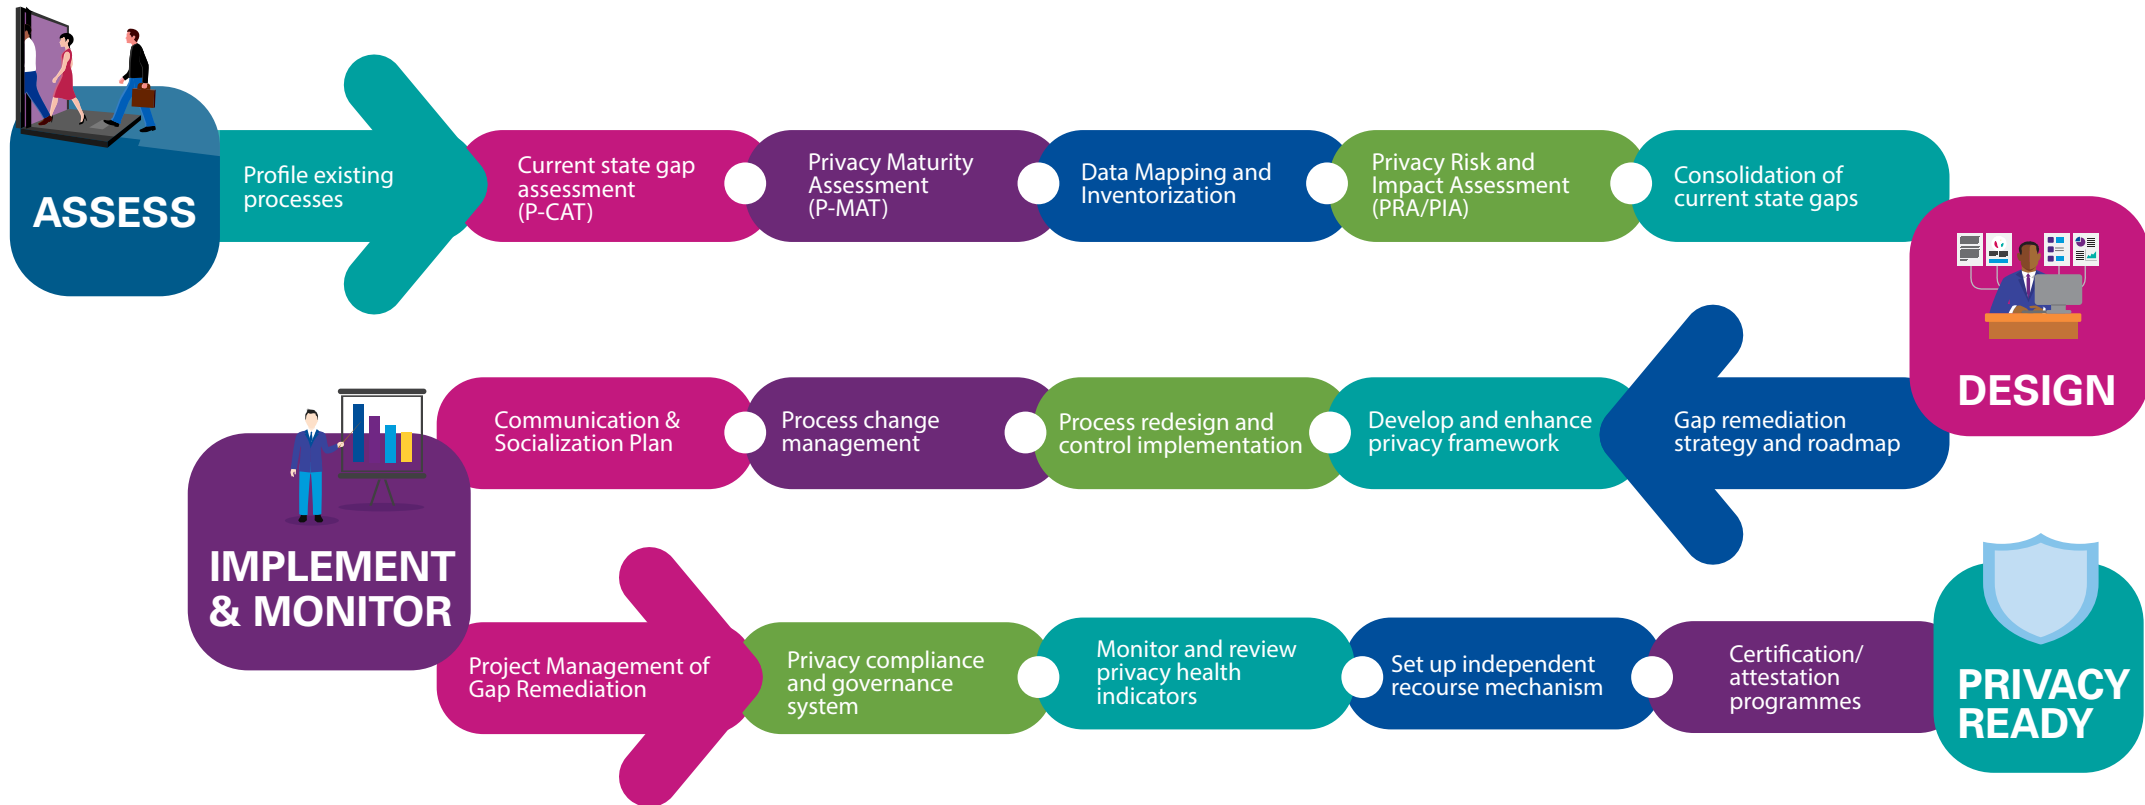 ASSESS
Profile existing
processes
Current state gap
assessment
(P-CAT)
Privacy Maturity
Assessment
(P-MAT)
Data Mapping and
Inventorization
Privacy Risk and
Impact Assessment
(PRA/PIA)
Consolidation of
current state gaps
DESIGN
Gap remediation
strategy and roadmap
Develop and enhance
privacy framework
Process redesign and
control implementation
Process change
management
Communication &
Socialization Plan
IMPLEMENT
& MONITOR
Project Management of
Gap Remediation
Privacy compliance
and governance
system
Monitor and review
privacy health
indicators
Set up independent
recourse mechanism
Certification/
attestation
programmes
PRIVACY
READY